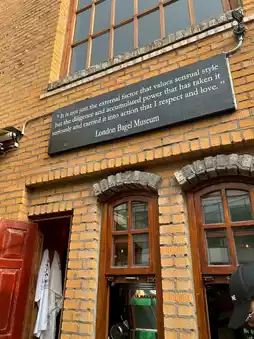 "It is not just the external factor that values sensual style
but the diligence and accumulated power that has taken it
seriously and carried it into action that I respect and love."
London Bagel Museum